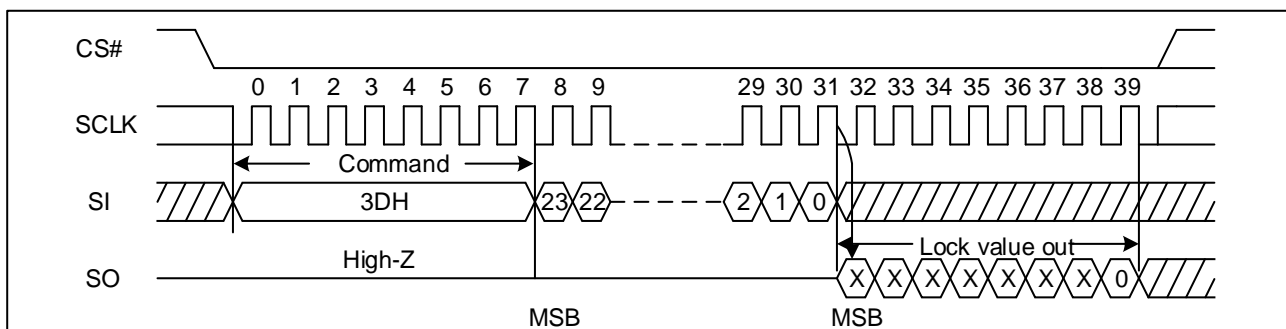 CS#
0 1 2 3 4 5 6 7 8 9 29 30 31 32 33 34 35 36 37 38 39
SCLK
Command
SI 3DH 23 22 2 1 0
High-Z Lock value out
SO X X X X X X X 0
MSB MSB